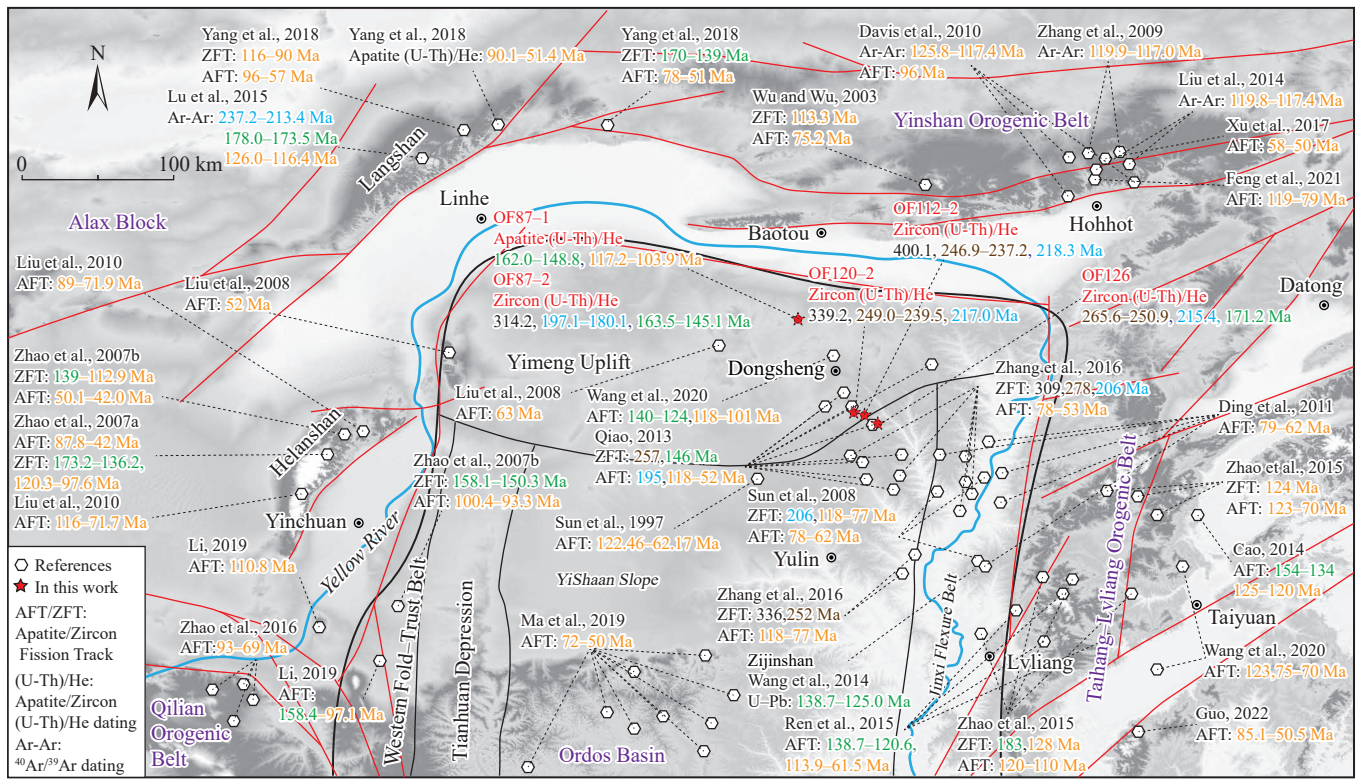 Yang et al., 2018
ZFT: 116–90 Ma
AFT: 96–57 Ma
Yang et al., 2018
Apatite (U-Th)/He: 90.1–51.4 Ma
Yang et al., 2018
ZFT: 170–139 Ma
AFT: 78–51 Ma
Davis et al., 2010
Ar-Ar: 125.8–117.4 Ma
AFT: 96 Ma
Zhang et al., 2009
Ar-Ar: 119.9–117.0 Ma
Liu et al., 2014
Ar-Ar: 119.8–117.4 Ma
N
Lu et al., 2015
Ar-Ar: 237.2–213.4 Ma
178.0–173.5 Ma
126.0–116.4 Ma
Wu and Wu, 2003
ZFT: 113.3 Ma
AFT: 75.2 Ma
Yinshan Orogenic Belt
Xu et al., 2017
AFT: 58–50 Ma
Feng et al., 2021
AFT: 119–79 Ma
0 100 km
Langshan
Alax Block
Linhe
Baotou
Hohhot
Datong
OF87–1
Apatite (U-Th)/He
162.0–148.8, 117.2–103.9 Ma
OF87–2
Zircon (U-Th)/He
314.2, 197.1–180.1, 163.5–145.1 Ma
OF112–2
Zircon (U-Th)/He
400.1, 246.9–237.2, 218.3 Ma
OF120–2
Zircon (U-Th)/He
339.2, 249.0–239.5, 217.0 Ma
OF126
Zircon (U-Th)/He
265.6–250.9, 215.4, 171.2 Ma
Liu et al., 2010
AFT: 89–71.9 Ma
Liu et al., 2008
AFT: 52 Ma
Zhao et al., 2007b
ZFT: 139–112.9 Ma
AFT: 50.1–42.0 Ma
Zhao et al., 2007a
AFT: 87.8–42 Ma
ZFT: 173.2–136.2,
120.3–97.6 Ma
Liu et al., 2010
AFT: 116–71.7 Ma
Helanshan
Yinchuan
Yimeng Uplift
Dongsheng
Liu et al., 2008
AFT: 63 Ma
Wang et al., 2020
AFT: 140–124,118–101 Ma
Qiao, 2013
ZFT: 257,146 Ma
AFT: 195,118–52 Ma
Zhang et al., 2016
ZFT: 309,278,206 Ma
AFT: 78–53 Ma
Ding et al., 2011
AFT: 79–62 Ma
Zhao et al., 2007b
ZFT: 158.1–150.3 Ma
AFT: 100.4–93.3 Ma
Zhao et al., 2015
ZFT: 124 Ma
AFT: 123–70 Ma
Sun et al., 2008
ZFT: 206,118–77 Ma
AFT: 78–62 Ma
Sun et al., 1997
AFT: 122.46–62.17 Ma
Yulin
Li, 2019
AFT: 110.8 Ma
Yellow River
YiShaan Slope
Cao, 2014
AFT: 154–134
125–120 Ma
Taiyuan
References
In this work
AFT/ZFT:
Apatite/Zircon
Fission Track
(U-Th)/He:
Apatite/Zircon
(U-Th)/He dating
Ar-Ar:
⁴⁰Ar/³⁹Ar dating
Zhao et al., 2016
AFT:93–69 Ma
Li, 2019
AFT:
158.4–97.1 Ma
Qilian
Orogenic
Belt
Western Fold–Trust Belt
Tianhuan Depression
Ma et al., 2019
AFT: 72–50 Ma
Ordos Basin
Zhang et al., 2016
ZFT: 336,252 Ma
AFT: 118–77 Ma
Zijinshan
Wang et al., 2014
U–Pb: 138.7–125.0 Ma
Ren et al., 2015
AFT: 138.7–120.6,
113.9–61.5 Ma
Jinxi Flexure Belt
Lvliang
Taihang–Lvliang Orogenic Belt
Zhao et al., 2015
ZFT: 183,128 Ma
AFT: 120–110 Ma
Wang et al., 2020
AFT: 123,75–70 Ma
Guo, 2022
AFT: 85.1–50.5 Ma